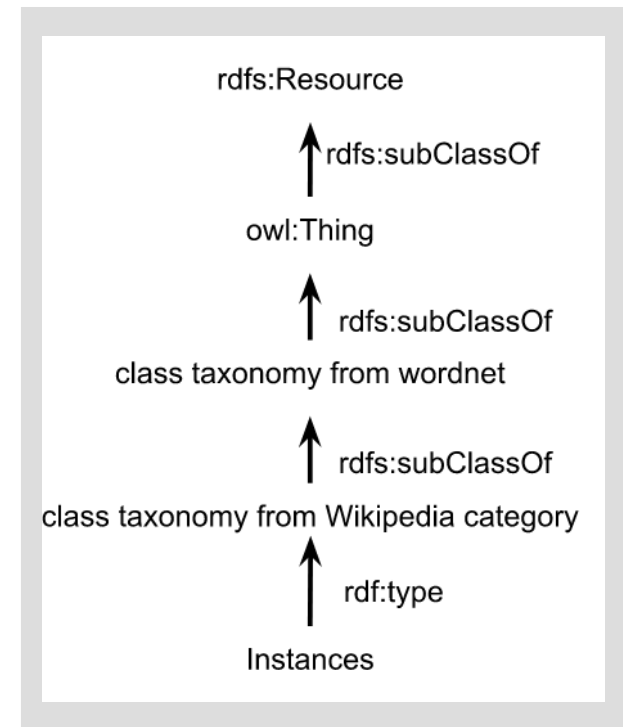 rdfs:Resource
rdfs:subClassOf
owl:Thing
rdfs:subClassOf
class taxonomy from wordnet
rdfs:subClassOf
class taxonomy from Wikipedia category
rdf:type
Instances